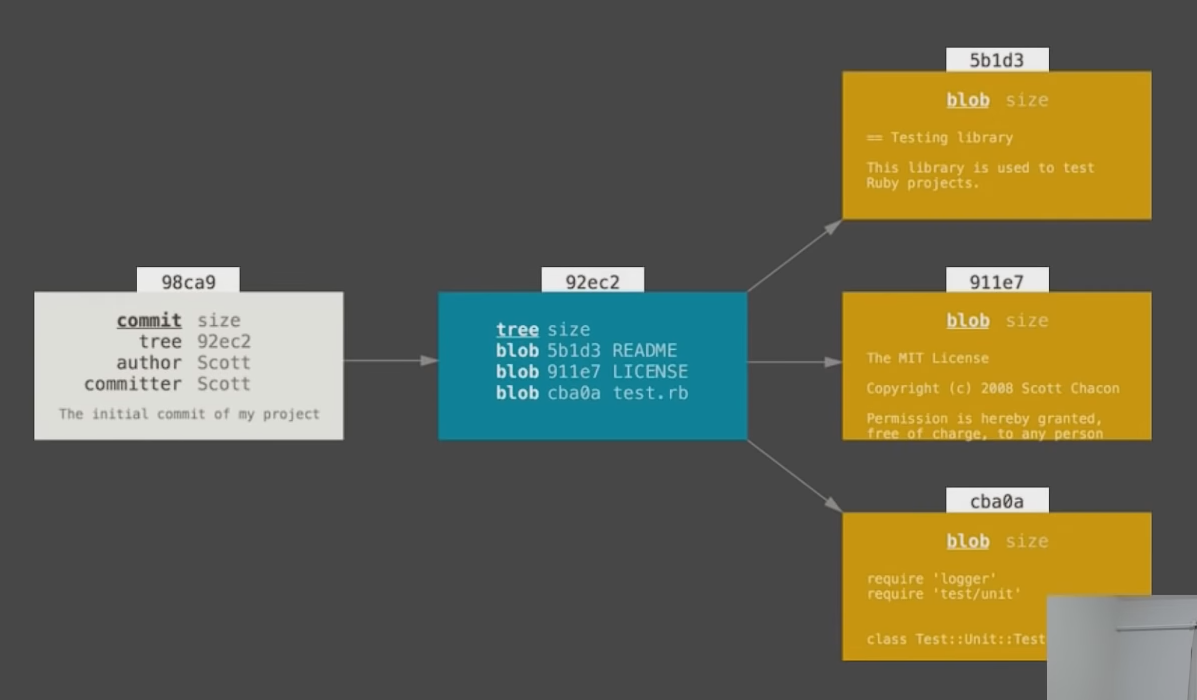 98ca9
commit size
tree 92ec2
author Scott
committer Scott
The initial commit of my project
92ec2
tree size
blob 5b1d3 README
blob 911e7 LICENSE
blob cba0a test.rb
5b1d3
blob size
== Testing library
This library is used to test
Ruby projects.
911e7
blob size
The MIT License
Copyright (c) 2008 Scott Chacon
Permission is hereby granted,
free of charge, to any person
cba0a
blob size
require 'logger'
require 'test/unit'
class Test::Unit::Test